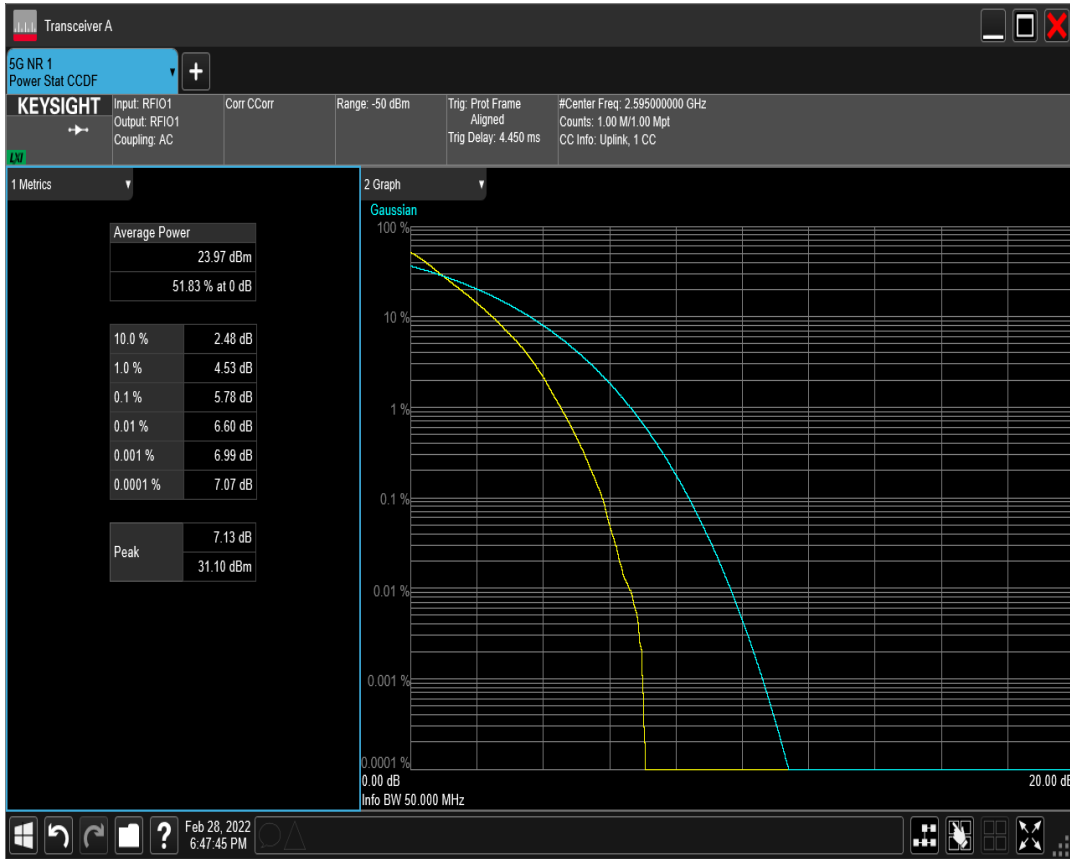 Transceiver A
5G NR 1
Power Stat CCDF
+
KEYSIGHT
LXI
Input: RFIO1
Output: RFIO1
Coupling: AC
Corr CCorr
Range: -50 dBm
Trig: Prot Frame
Aligned
Trig Delay: 4.450 ms
#Center Freq: 2.595000000 GHz
Counts: 1.00 M/1.00 Mpt
CC Info: Uplink, 1 CC
1 Metrics
Average Power
23.97 dBm
51.83 % at 0 dB
10.0 % 2.48 dB
1.0 % 4.53 dB
0.1 % 5.78 dB
0.01 % 6.60 dB
0.001 % 6.99 dB
0.0001 % 7.07 dB
Peak
7.13 dB
31.10 dBm
2 Graph
Gaussian
100 %
10 %
1 %
0.1 %
0.01 %
0.001 %
0.0001 %
0.00 dB 20.00 dB
Info BW 50.000 MHz
?
Feb 28, 2022
6:47:45 PM